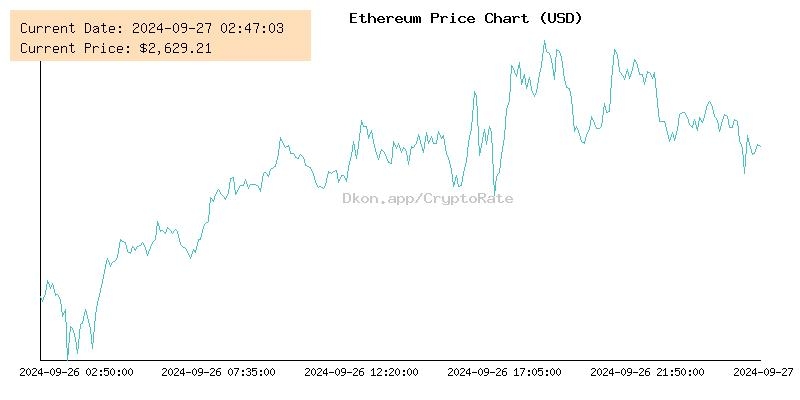 Ethereum Price Chart (USD)
Current Date: 2024-09-27 02:47:03
Current Price: $2,629.21
Dkon.app/CryptoRate
2024-09-26 02:50:00 2024-09-26 07:35:00 2024-09-26 12:20:00 2024-09-26 17:05:00 2024-09-26 21:50:00 2024-09-27